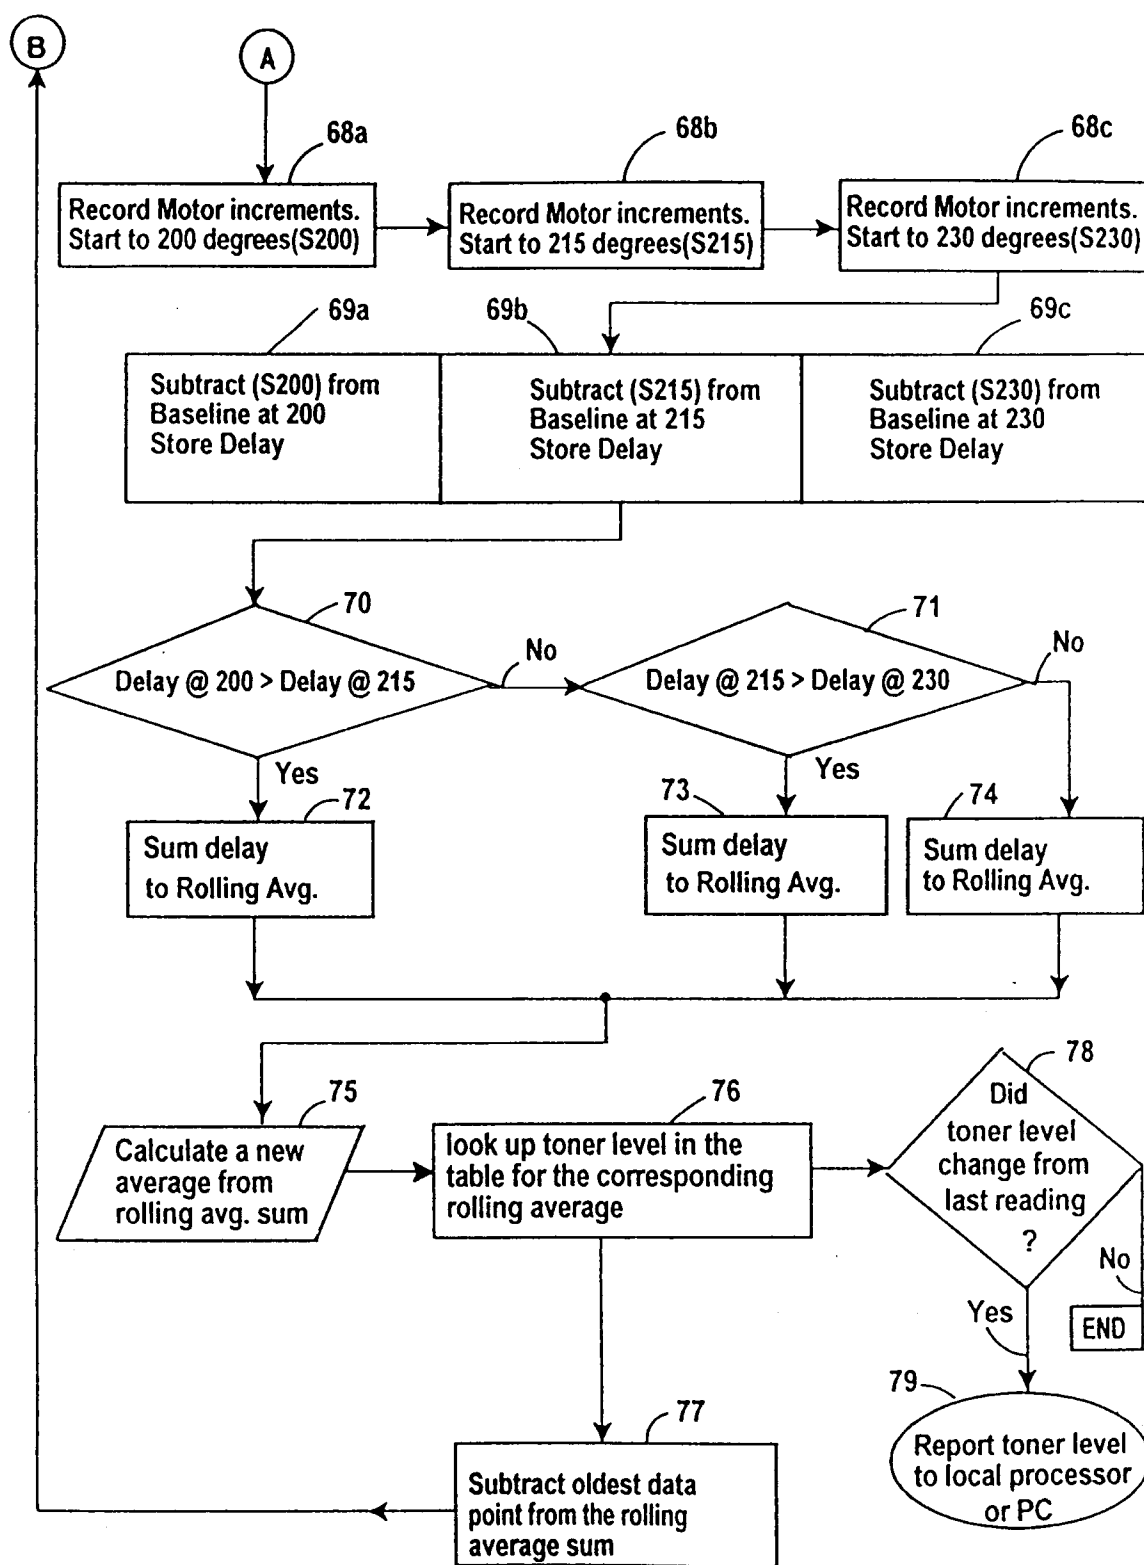 B
A
68a
68b
68c
Record Motor increments.
Start to 200 degrees(S200)
Record Motor increments.
Start to 215 degrees(S215)
Record Motor increments.
Start to 230 degrees(S230)
69a
69b
69c
Subtract (S200) from
Baseline at 200
Store Delay
Subtract (S215) from
Baseline at 215
Store Delay
Subtract (S230) from
Baseline at 230
Store Delay
70
Delay @ 200 > Delay @ 215
No
71
Delay @ 215 > Delay @ 230
No
Yes
Yes
72
Sum delay
to Rolling Avg.
73
Sum delay
to Rolling Avg.
74
Sum delay
to Rolling Avg.
75
Calculate a new
average from
rolling avg. sum
76
look up toner level in the
table for the corresponding
rolling average
78
Did
toner level
change from
last reading
?
No
END
Yes
79
Report toner level
to local processor
or PC
77
Subtract oldest data
point from the rolling
average sum